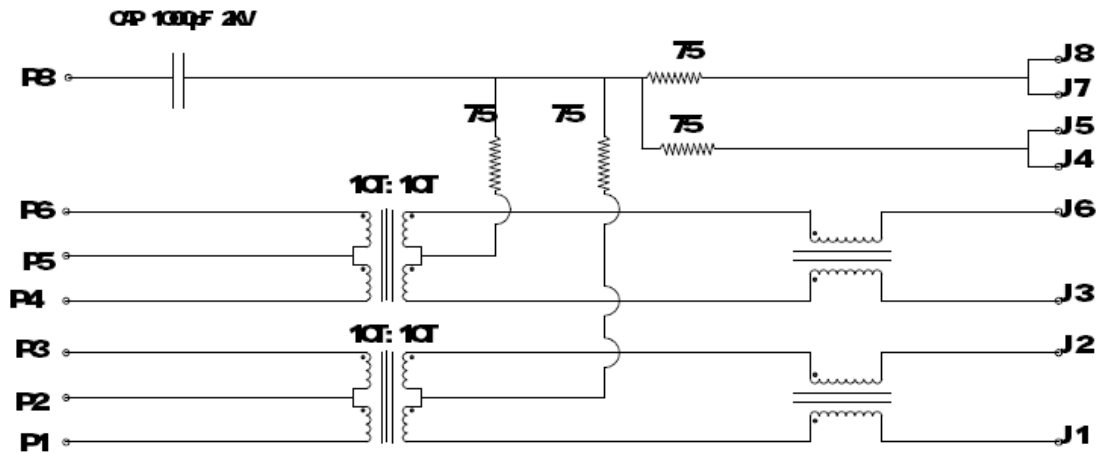 CAP 1000pF 2KV
P8
75
J8
J7
75
75
75
J5
J4
1CT:1CT
P6
J6
P5
P4
J3
1CT:1CT
P3
J2
P2
P1
J1